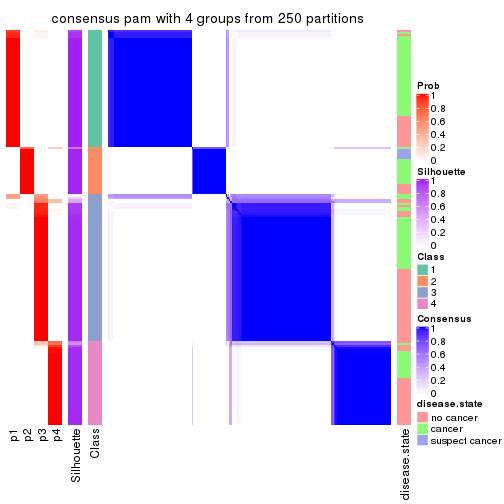 consensus pam with 4 groups from 250 partitions
Prob
1
0.8
0.6
0.4
0.2
0
Silhouette
1
0.8
0.6
0.4
0.2
0
Class
1
2
3
4
Consensus
1
0.8
0.6
0.4
0.2
0
disease.state
no cancer
cancer
suspect cancer
p1
p2
p3
p4
Silhouette
Class
disease.state